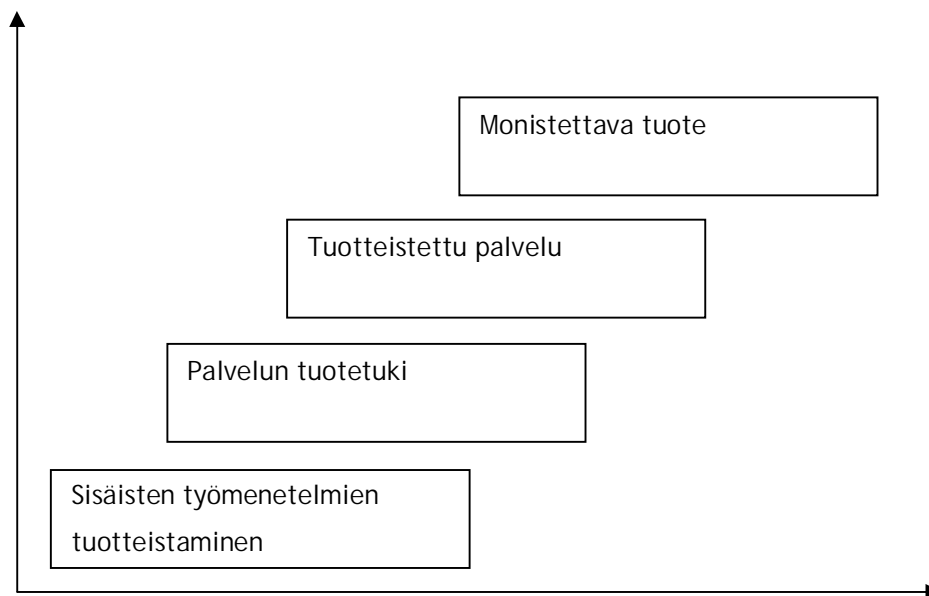 Monistettava tuote
Tuotteistettu palvelu
Palvelun tuotetuki
Sisäisten työmenetelmien
tuotteistaminen